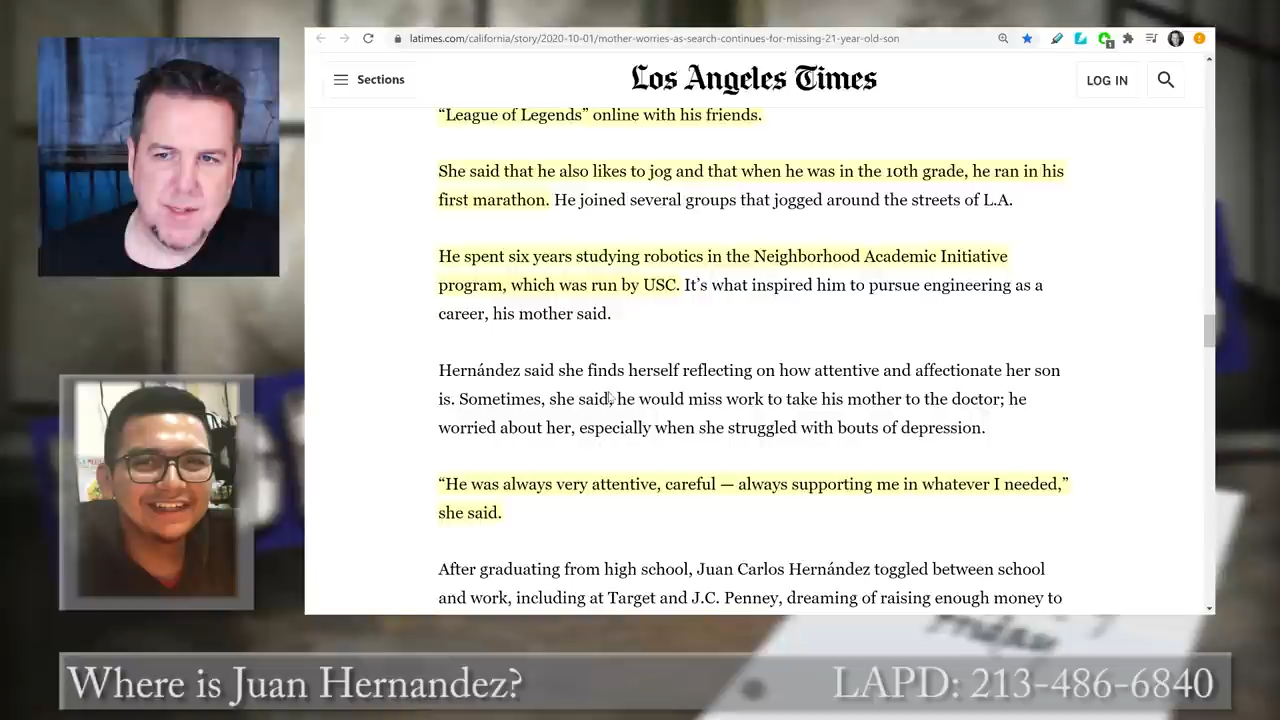 latimes.com/california/story/2020-10-01/mother-worries-as-search-continues-for-missing-21-year-old-son
Sections
Los Angeles Times
LOG IN
“League of Legends” online with his friends.
She said that he also likes to jog and that when he was in the 10th grade, he ran in his
first marathon. He joined several groups that jogged around the streets of L.A.
He spent six years studying robotics in the Neighborhood Academic Initiative
program, which was run by USC. It’s what inspired him to pursue engineering as a
career, his mother said.
Hernández said she finds herself reflecting on how attentive and affectionate her son
is. Sometimes, she said, he would miss work to take his mother to the doctor; he
worried about her, especially when she struggled with bouts of depression.
“He was always very attentive, careful — always supporting me in whatever I needed,”
she said.
After graduating from high school, Juan Carlos Hernández toggled between school
and work, including at Target and J.C. Penney, dreaming of raising enough money to
Where is Juan Hernandez?
LAPD: 213-486-6840